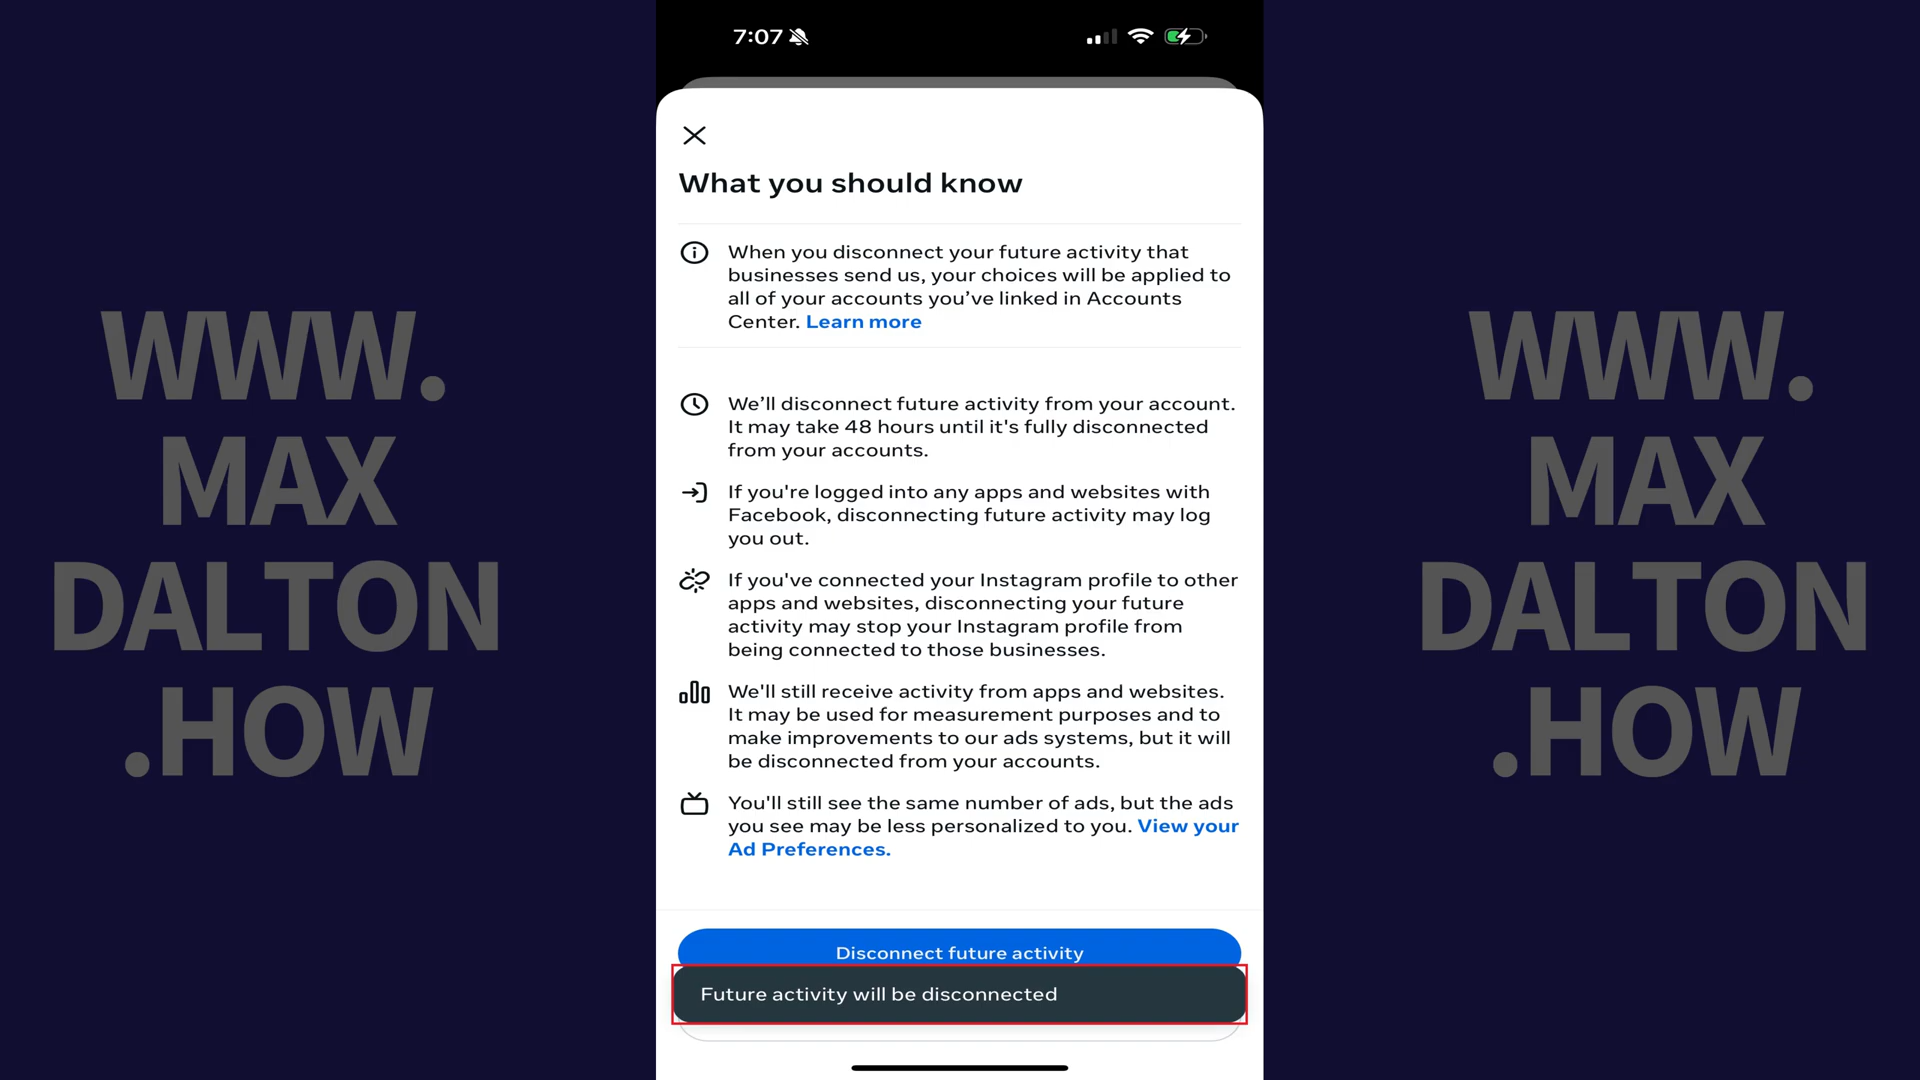 7:07
What you should know
When you disconnect your future activity that
businesses send us, your choices will be applied to
all of your accounts you’ve linked in Accounts
Center. Learn more
We’ll disconnect future activity from your account.
It may take 48 hours until it's fully disconnected
from your accounts.
If you're logged into any apps and websites with
Facebook, disconnecting future activity may log
you out.
If you've connected your Instagram profile to other
apps and websites, disconnecting your future
activity may stop your Instagram profile from
being connected to those businesses.
We'll still receive activity from apps and websites.
It may be used for measurement purposes and to
make improvements to our ads systems, but it will
be disconnected from your accounts.
You'll still see the same number of ads, but the ads
you see may be less personalized to you. View your
Ad Preferences.
Disconnect future activity
Future activity will be disconnected
WWW.
MAX
DALTON
.HOW
WWW.
MAX
DALTON
.HOW